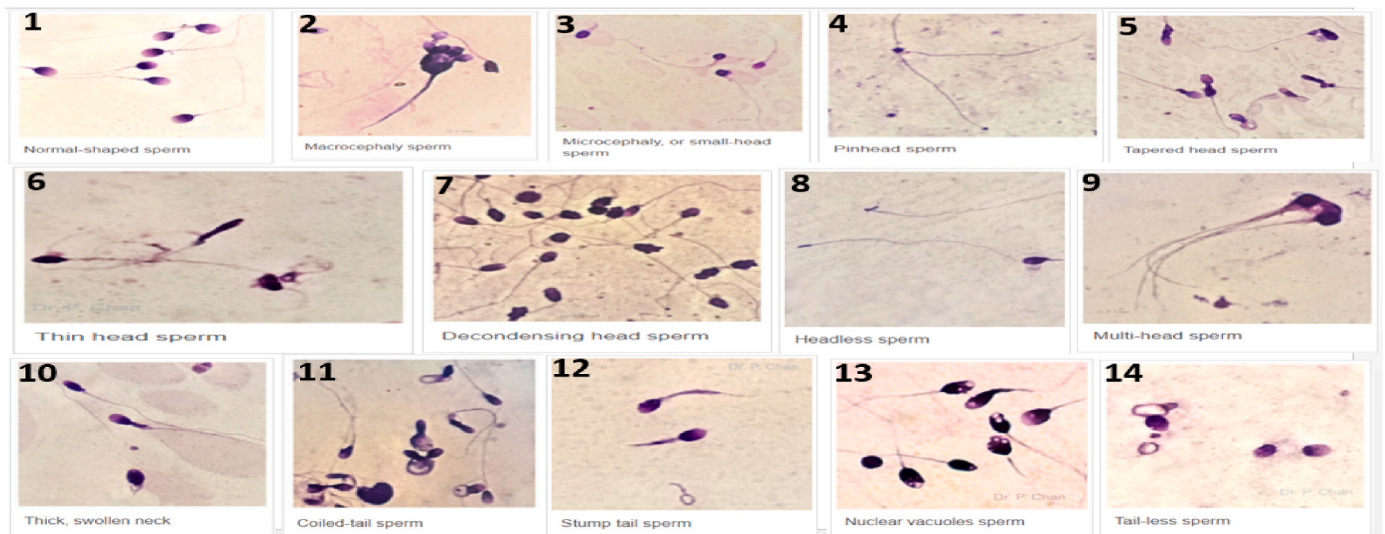 1
Normal-shaped sperm
2
Macrocephaly sperm
3
Microcephaly, or small-head
sperm
4
Pinhead sperm
5
Tapered head sperm
6
Dr. P. Chan
Thin head sperm
7
Decondensing head sperm
8
Headless sperm
9
Multi-head sperm
10
Thick, swollen neck
11
Coiled-tail sperm
12
Dr. P. Chan
Stump tail sperm
13
Dr. P. Chan
Nuclear vacuoles sperm
14
Dr. P. Chan
Tail-less sperm